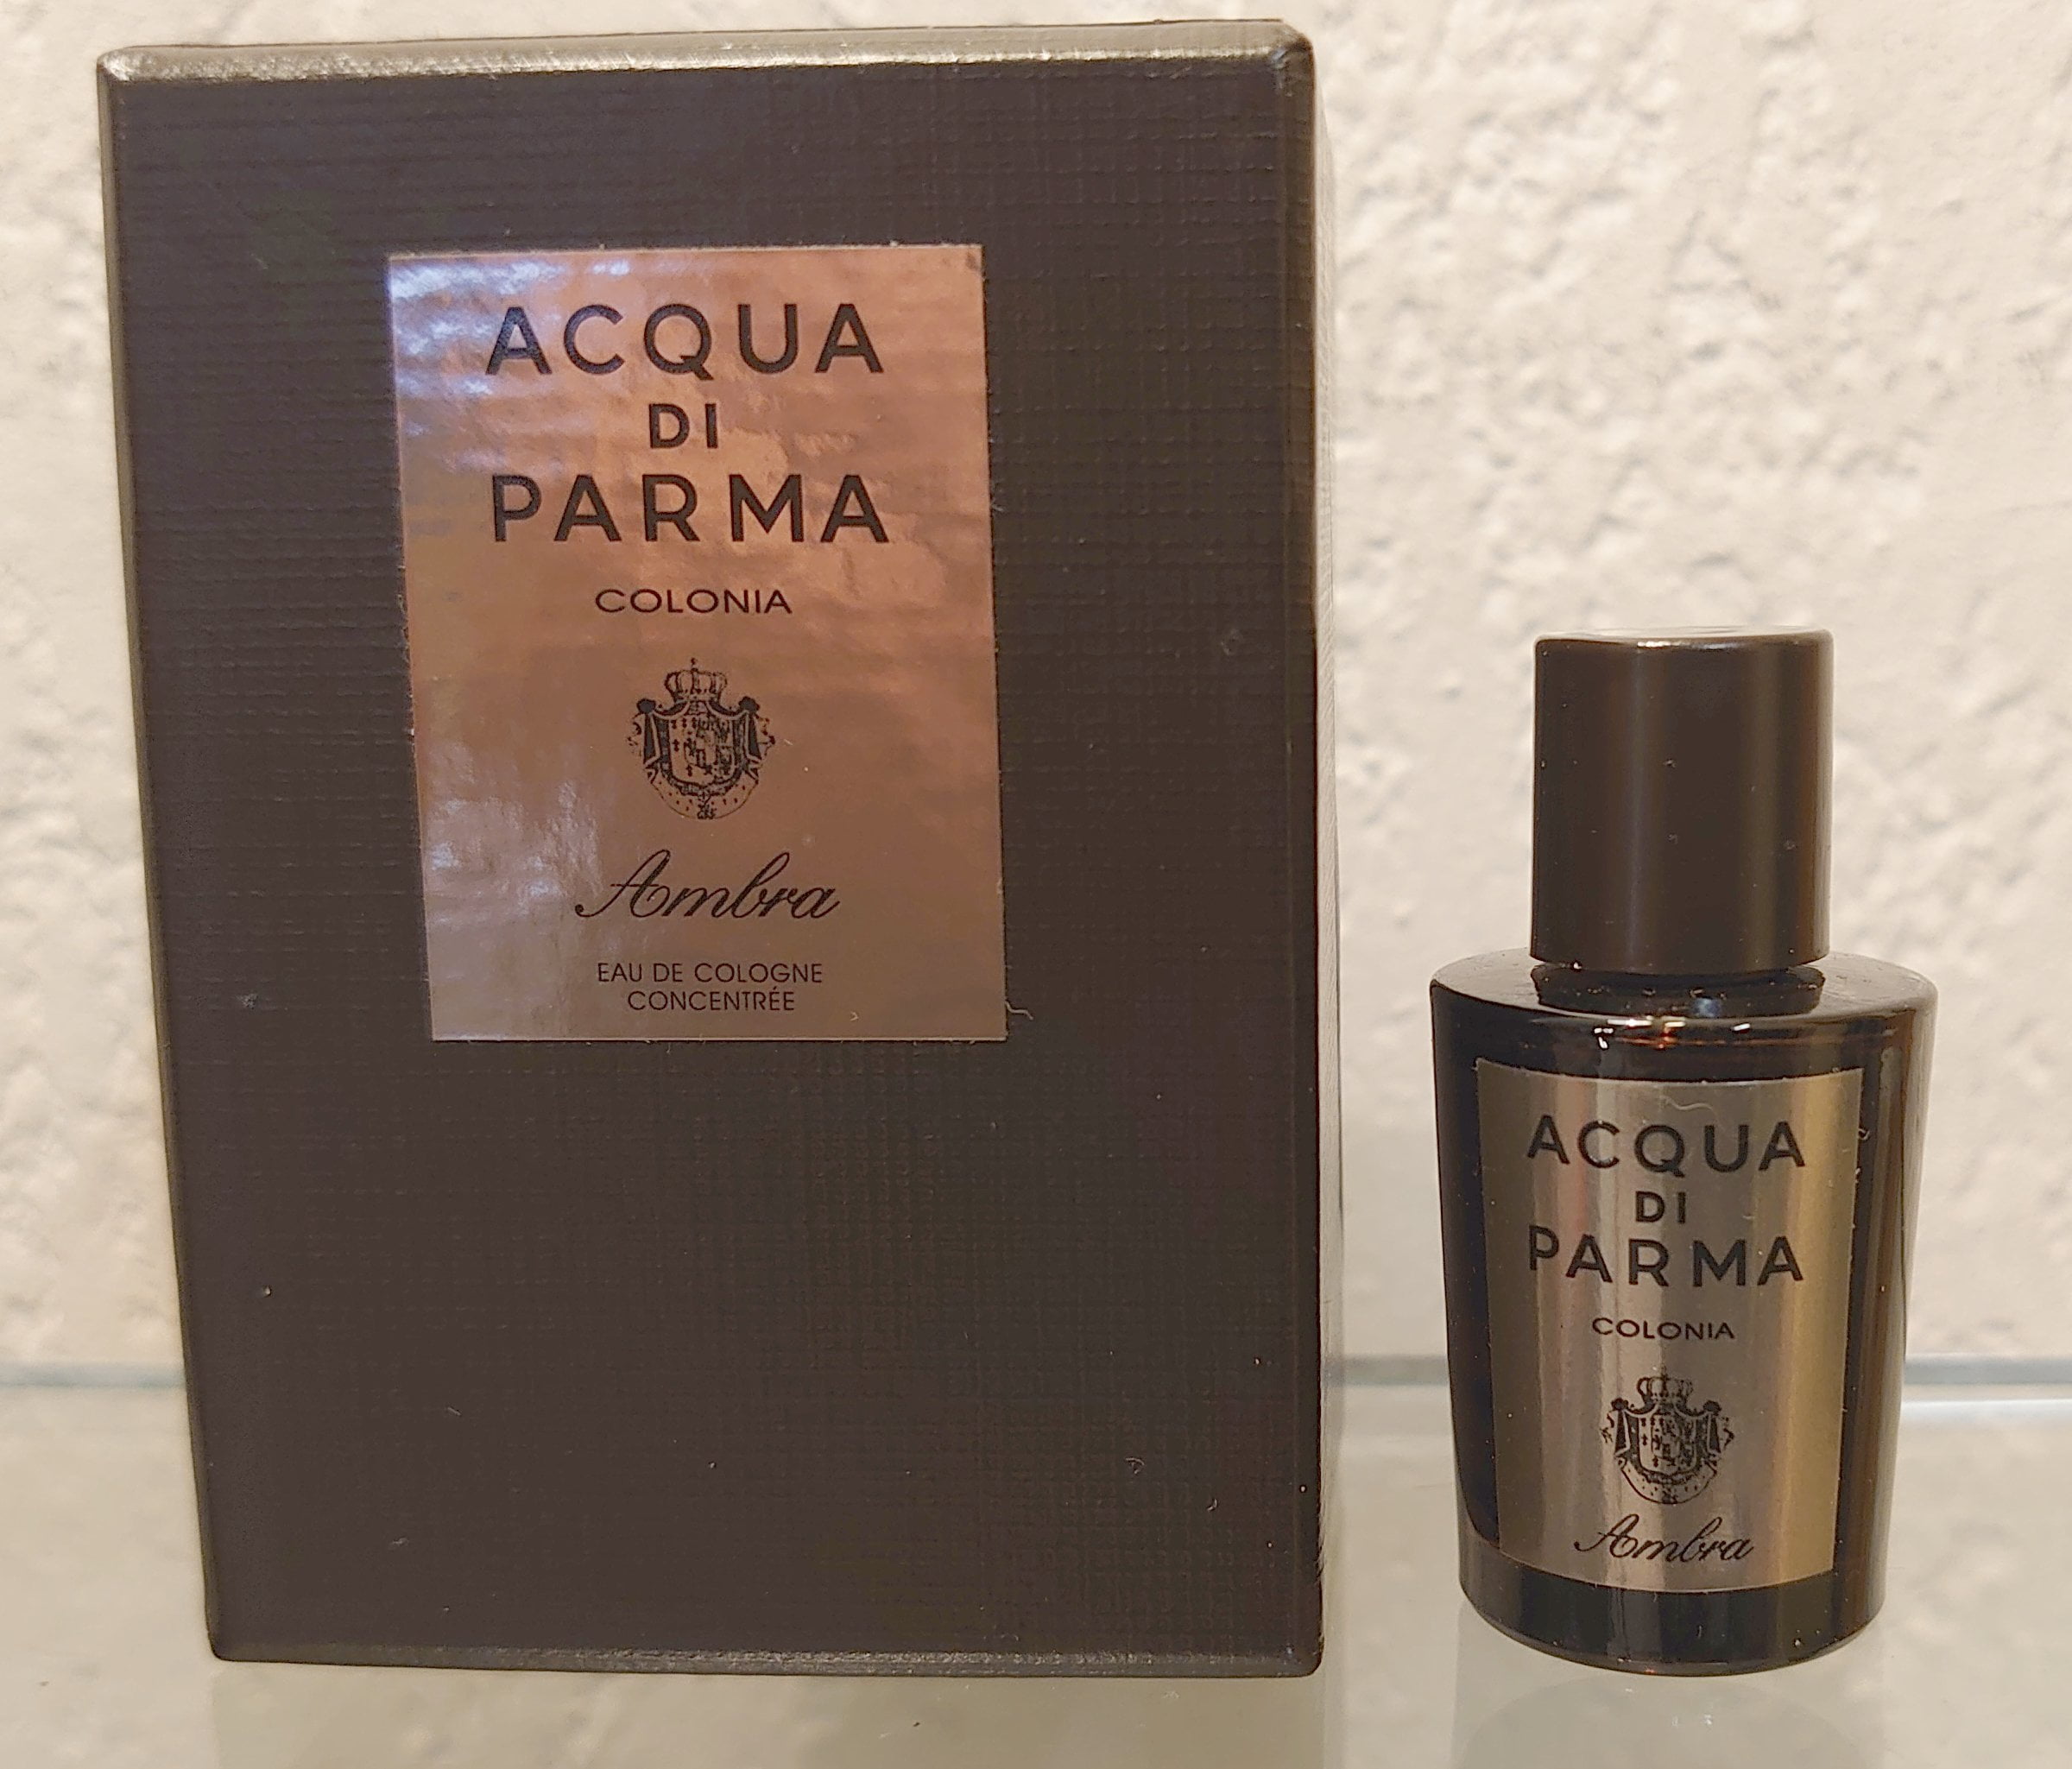 ACQUA
DI
PARMA
COLONIA
Ambra
EAU DE COLOGNE
CONCENTRÉE
ACQUA
DI
PARMA
COLONIA
Ambra